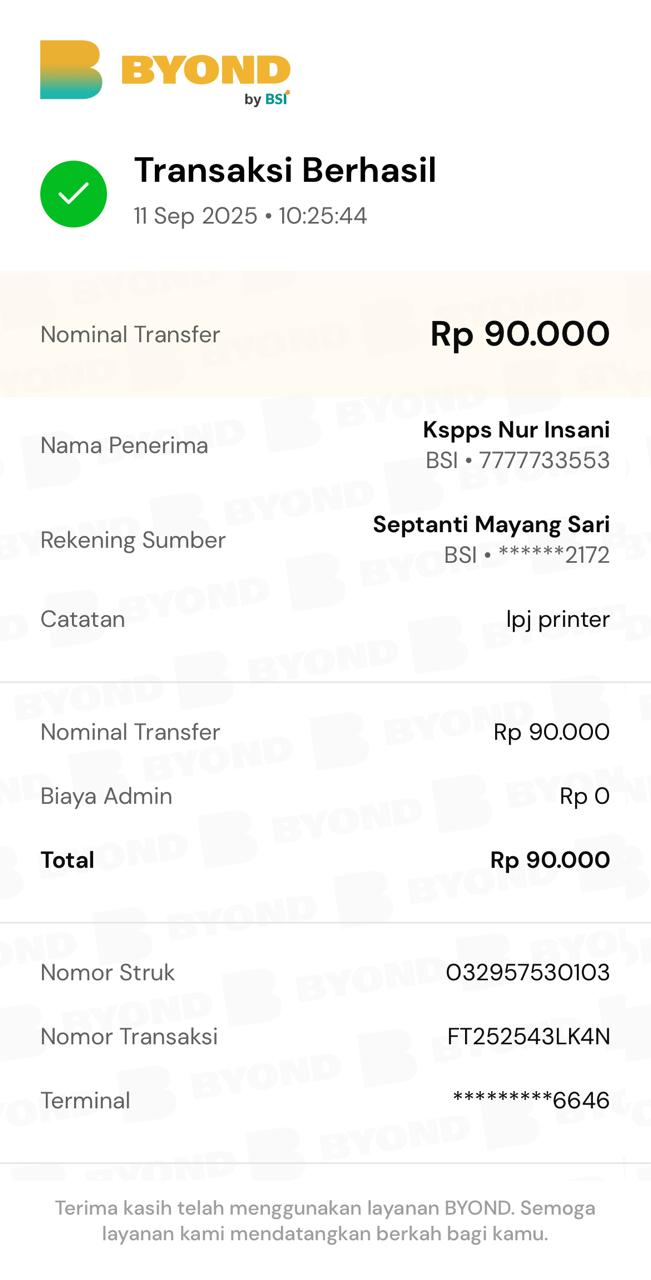 BYOND
by BSI
Transaksi Berhasil
11 Sep 2025 • 10:25:44
Nominal Transfer Rp 90.000
Nama Penerima Kspps Nur Insani
BSI • 7777733553
Rekening Sumber Septanti Mayang Sari
BSI • ******2172
Catatan lpj printer
Nominal Transfer Rp 90.000
Biaya Admin Rp 0
Total Rp 90.000
Nomor Struk 032957530103
Nomor Transaksi FT252543LK4N
Terminal *********6646
Terima kasih telah menggunakan layanan BYOND. Semoga
layanan kami mendatangkan berkah bagi kamu.